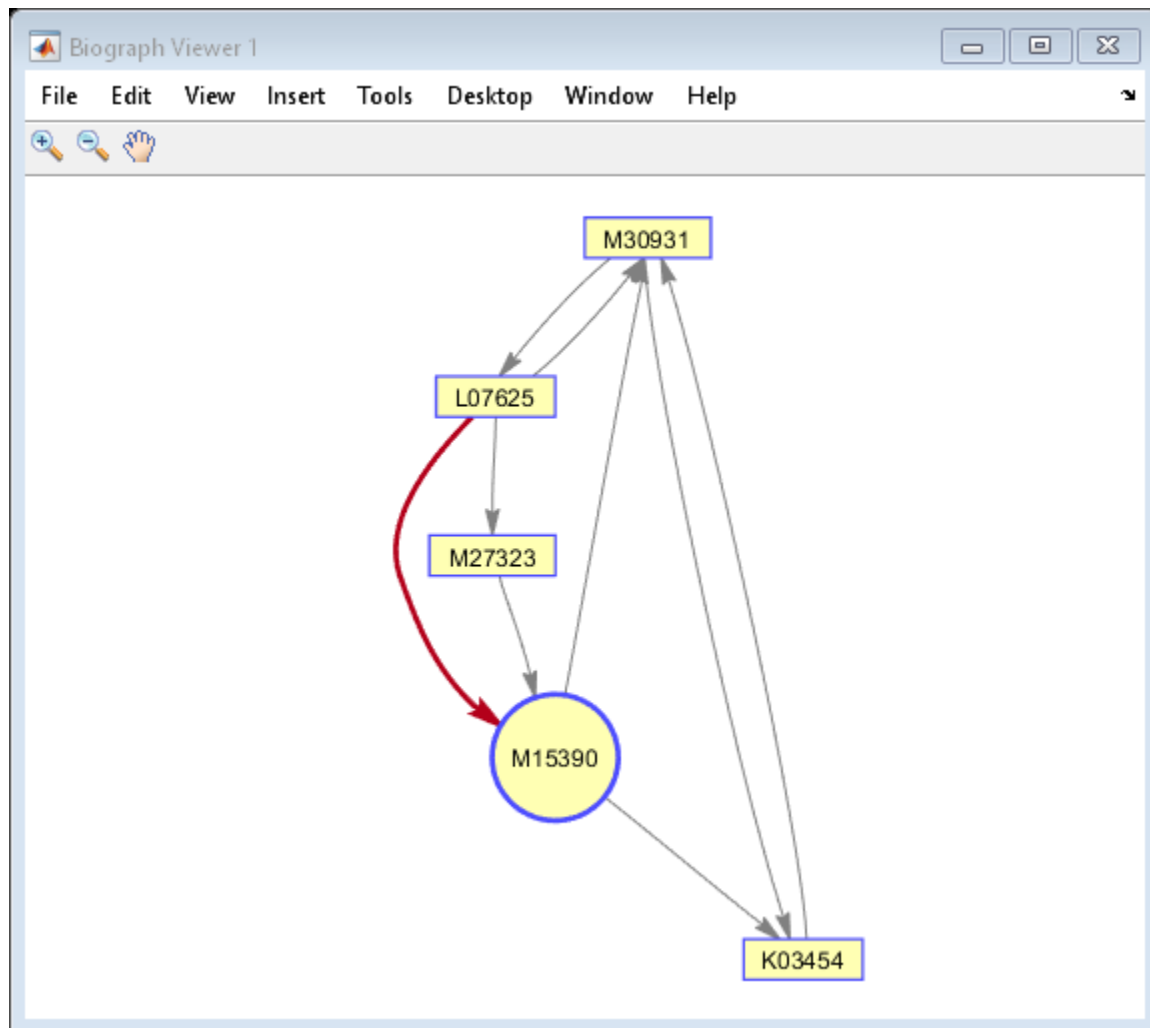 Biograph Viewer 1
File Edit View Insert Tools Desktop Window Help
M30931
L07625
M27323
M15390
K03454